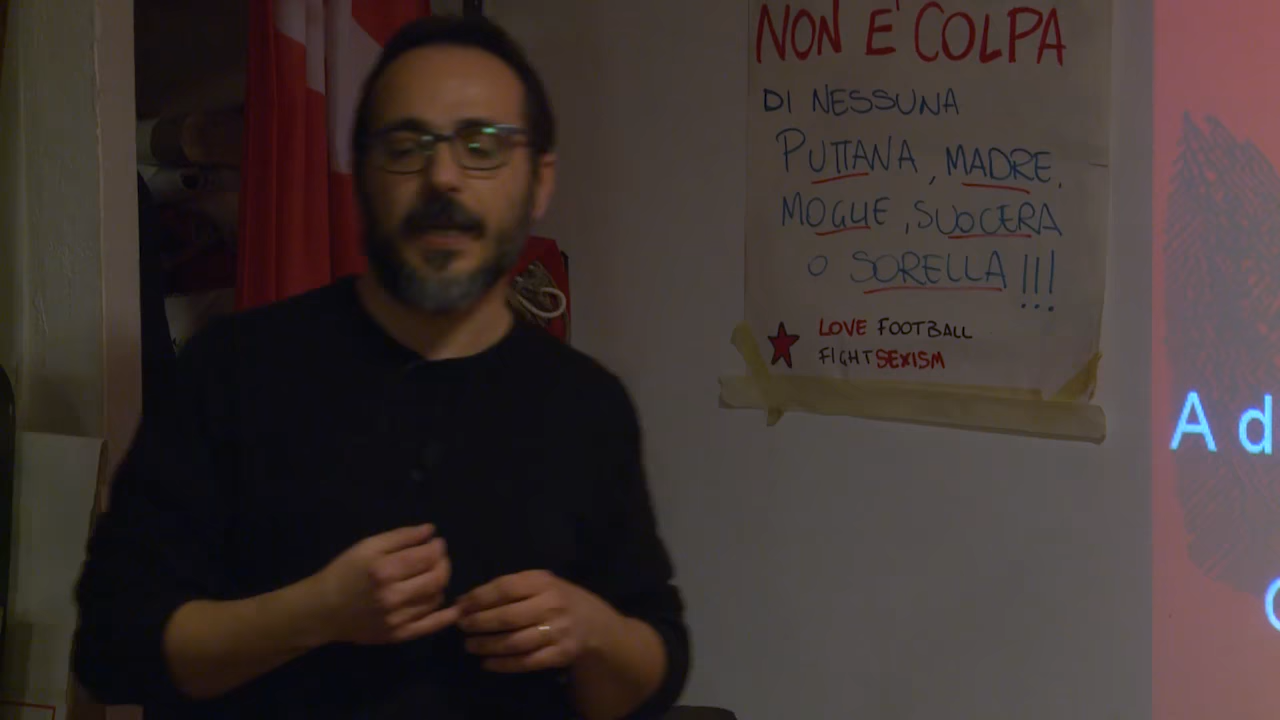 NON E' COLPA
DI NESSUNA
PUTTANA, MADRE,
MOGLIE, SUOCERA
O SORELLA!!!
LOVE FOOTBALL
FIGHT SEXISM
A d